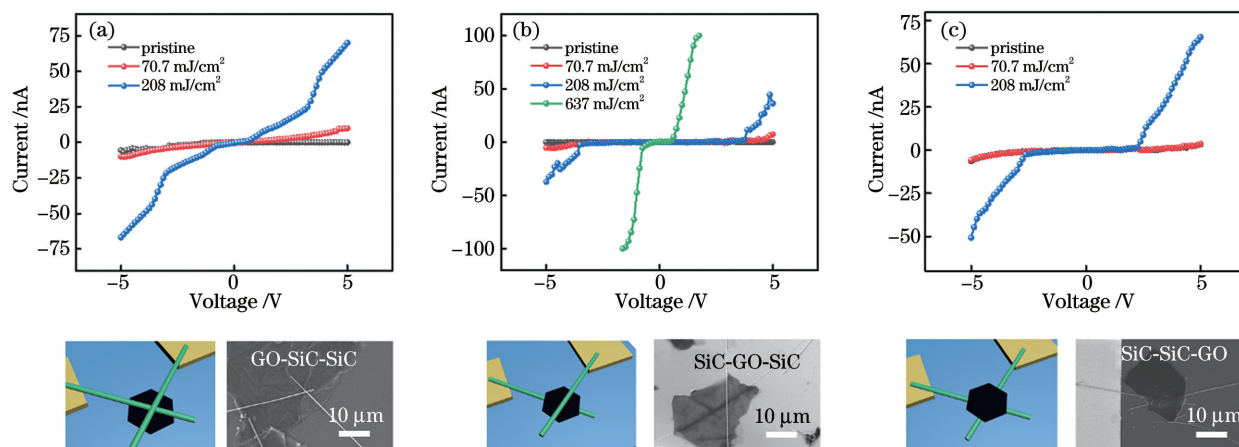 (a)
pristine
70.7 mJ/cm²
208 mJ/cm²
75
50
25
0
−25
−50
−75
Current /nA
−5
0
5
Voltage /V
GO-SiC-SiC
10 μm
(b)
pristine
70.7 mJ/cm²
208 mJ/cm²
637 mJ/cm²
100
50
0
−50
−100
Current /nA
−5
0
5
Voltage /V
SiC-GO-SiC
10 μm
(c)
pristine
70.7 mJ/cm²
208 mJ/cm²
75
50
25
0
−25
−50
Current /nA
−5
0
5
Voltage /V
SiC-SiC-GO
10 μm